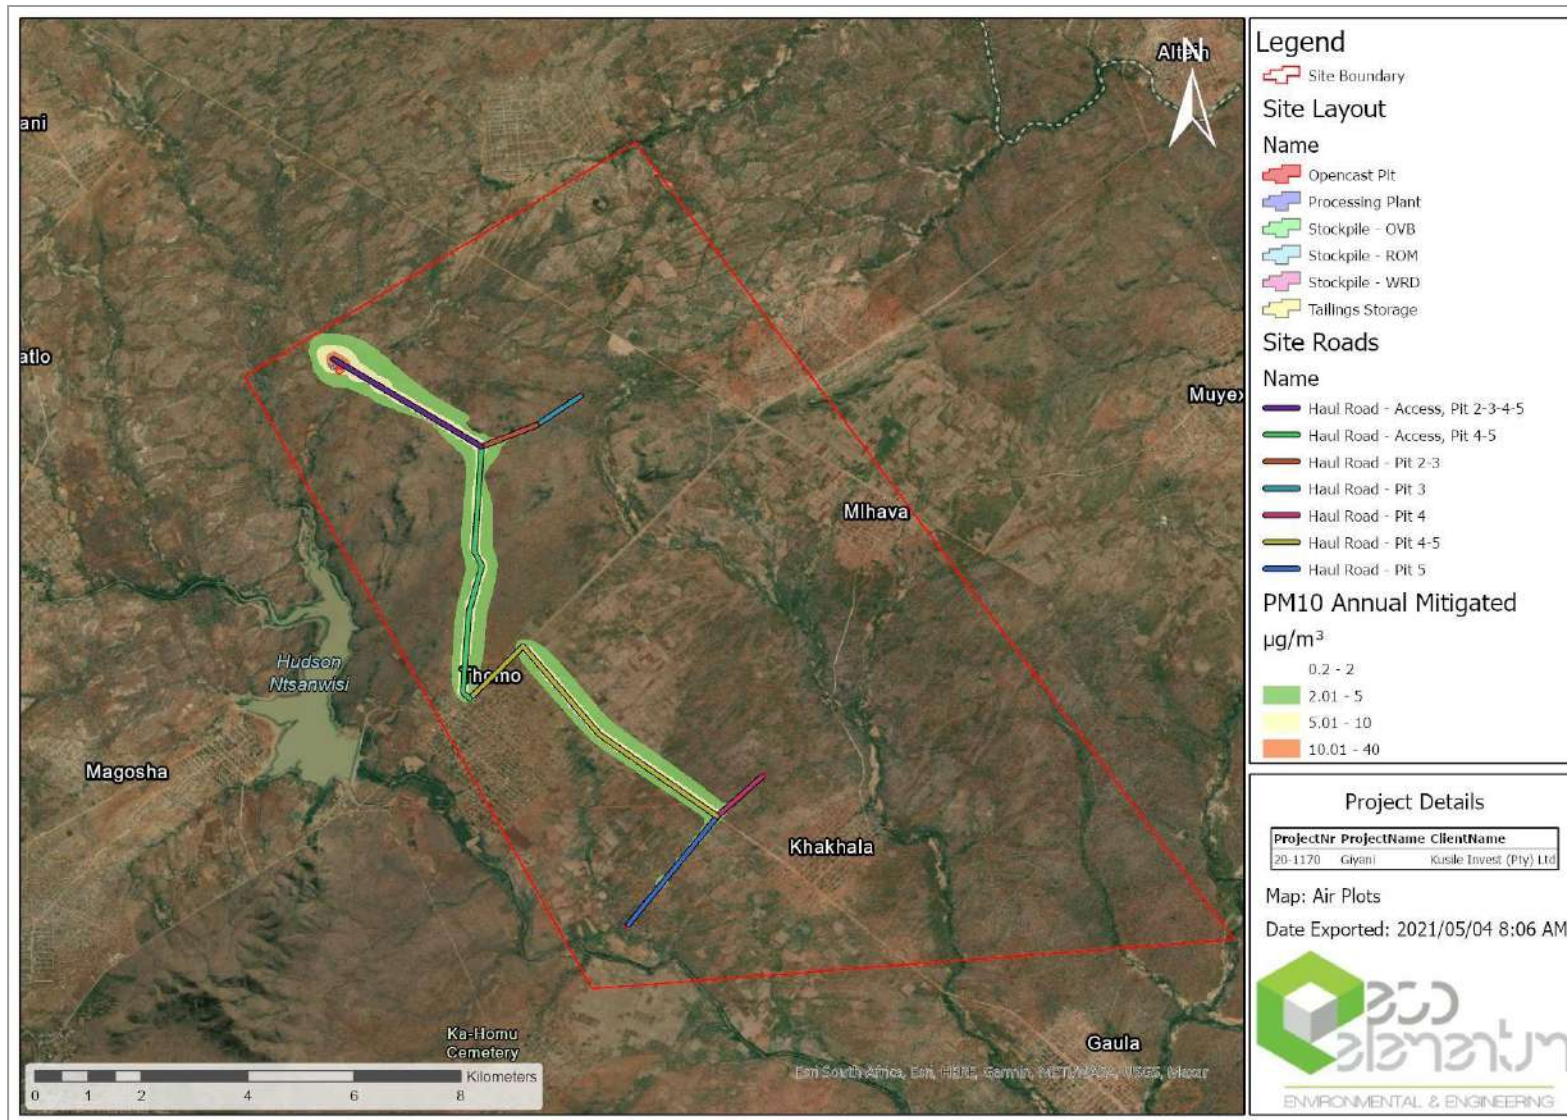 Alteih
N
ani
atlo
Muyex
Mlhava
Hudson
Ntsanwisi
Thomo
Magosha
Khakhala
Ka-Homu
Cemetery
Gaula
Kilometers
0 1 2 4 6 8
Esri South Africa, Esri, HERE, Garmin, METI/NASA, USGS, Maxar
Legend
Site Boundary
Site Layout
Name
Opencast Pit
Processing Plant
Stockpile - OVB
Stockpile - ROM
Stockpile - WRD
Tailings Storage
Site Roads
Name
Haul Road - Access, Pit 2-3-4-5
Haul Road - Access, Pit 4-5
Haul Road - Pit 2-3
Haul Road - Pit 3
Haul Road - Pit 4
Haul Road - Pit 4-5
Haul Road - Pit 5
PM10 Annual Mitigated
µg/m³
0.2 - 2
2.01 - 5
5.01 - 10
10.01 - 40
Project Details
ProjectNr ProjectName ClientName
20-1170 Giyani Kusile Invest (Pty) Ltd
Map: Air Plots
Date Exported: 2021/05/04 8:06 AM
eco
elementum
ENVIRONMENTAL & ENGINEERING